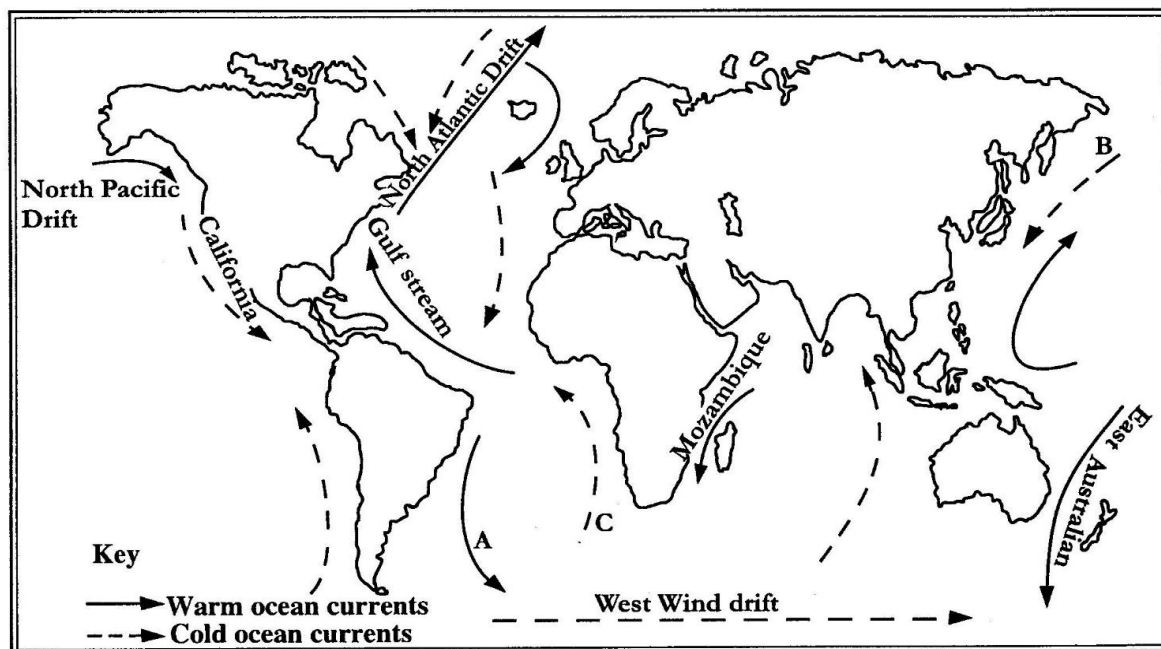 North Atlantic Drift
B
North Pacific
Drift
California
Gulf stream
Mozambique
East Australian
A
C
Key
Warm ocean currents
Cold ocean currents
West Wind drift